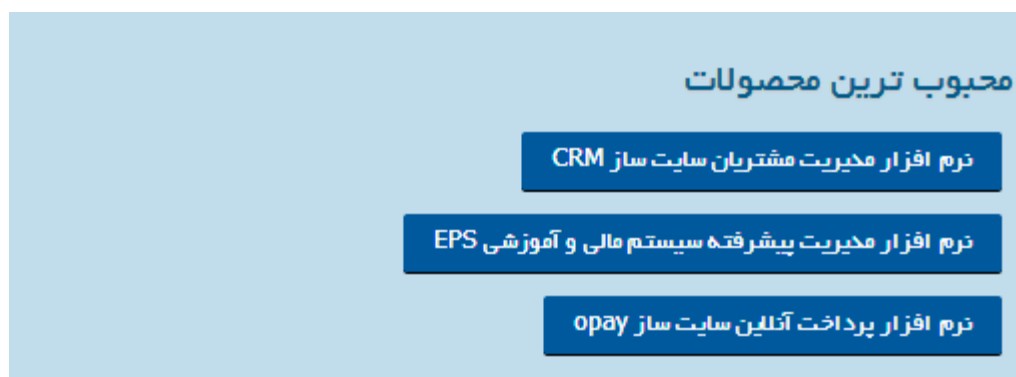 محبوب ترین محصولات
نرم افزار مدیریت مشتریان سایت ساز CRM
نرم افزار مدیریت پیشرفته سیستم مالی و آموزشی EPS
نرم افزار پرداخت آنلاین سایت ساز opay